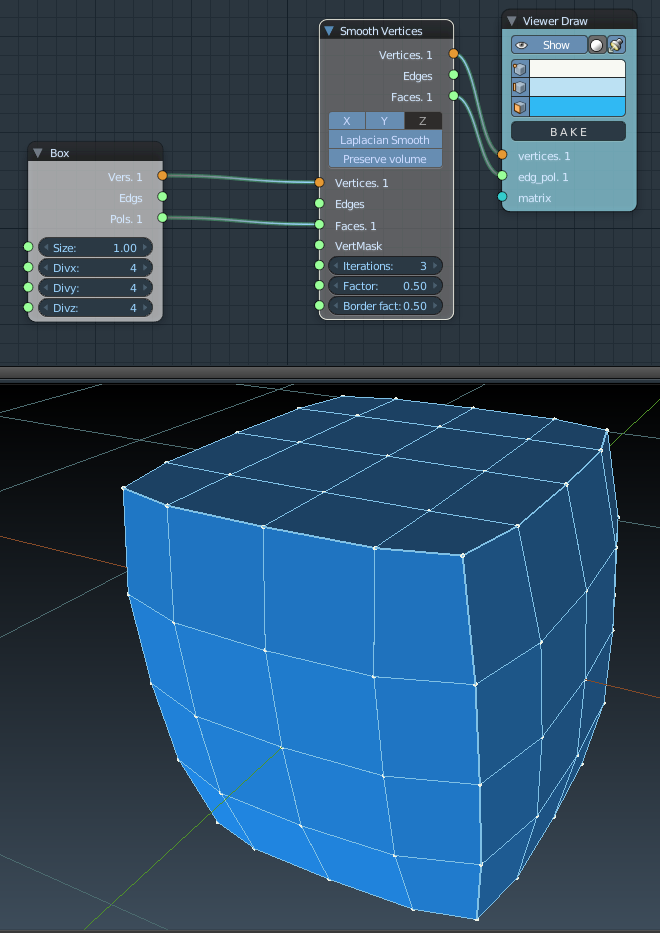 Box
Vers. 1
Edgs
Pols. 1
Size: 1.00
Divx: 4
Divy: 4
Divz: 4
Smooth Vertices
Vertices. 1
Edges
Faces. 1
X Y Z
Laplacian Smooth
Preserve volume
Vertices. 1
Edges
Faces. 1
VertMask
Iterations: 3
Factor: 0.50
Border fact: 0.50
Viewer Draw
Show
BAKE
vertices. 1
edg_pol. 1
matrix